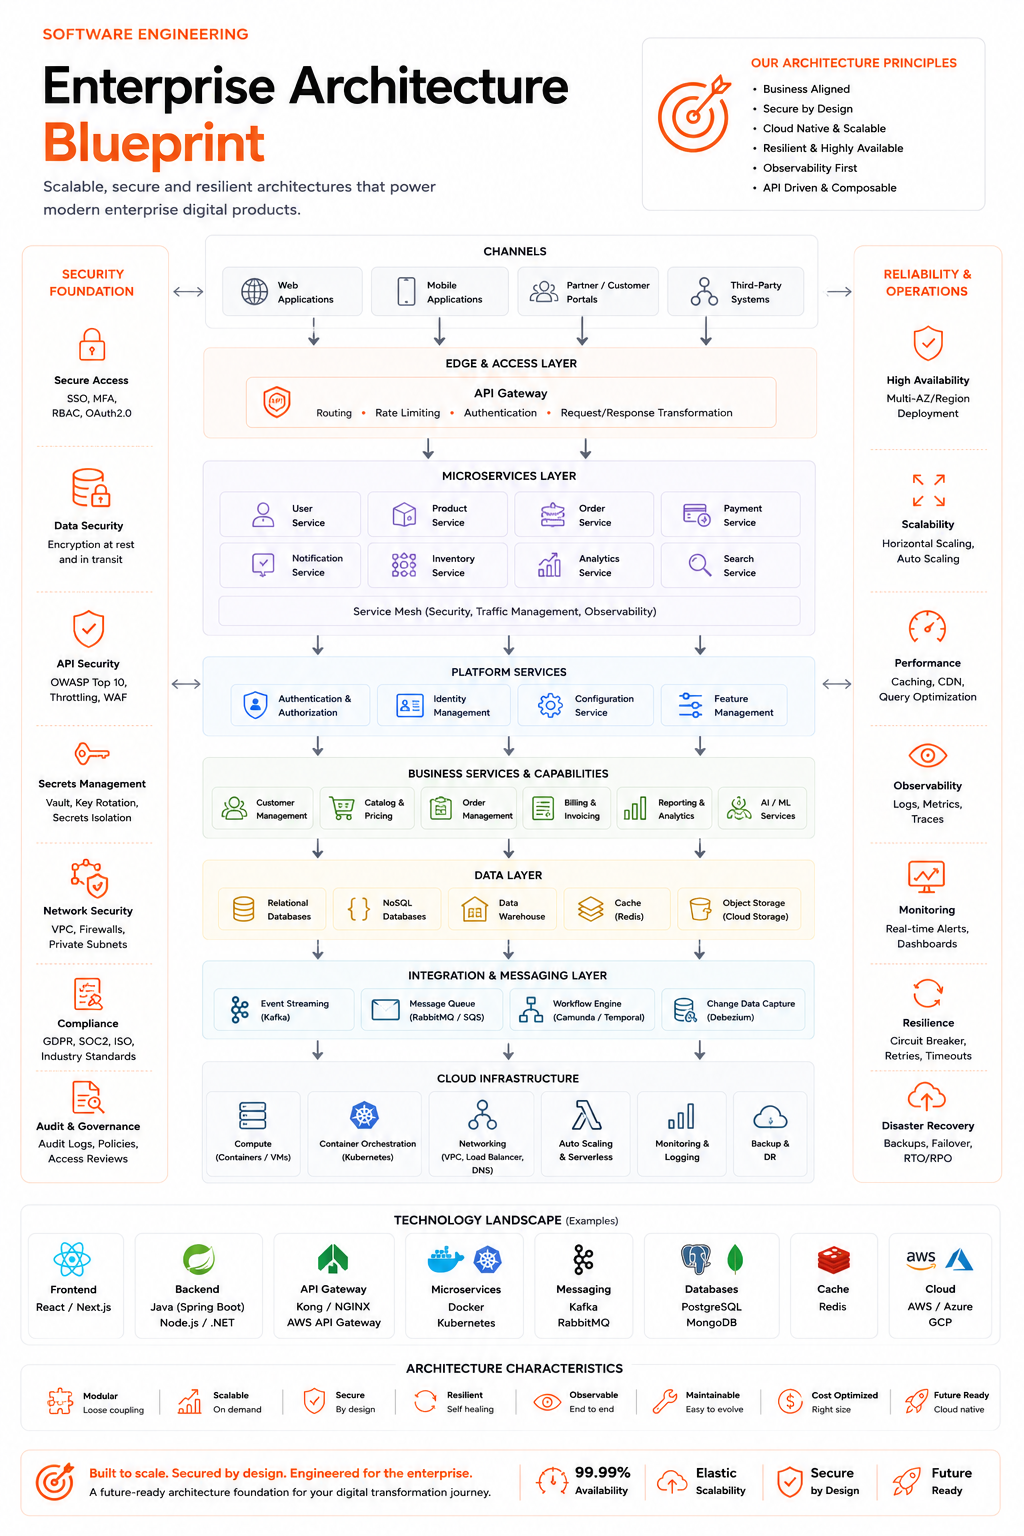 SOFTWARE ENGINEERING
Enterprise Architecture
Blueprint
Scalable, secure and resilient architectures that power
modern enterprise digital products.
OUR ARCHITECTURE PRINCIPLES
• Business Aligned
• Secure by Design
• Cloud Native & Scalable
• Resilient & Highly Available
• Observability First
• API Driven & Composable
SECURITY
FOUNDATION
Secure Access
SSO, MFA,
RBAC, OAuth2.0
Data Security
Encryption at rest
and in transit
API Security
OWASP Top 10,
Throttling, WAF
Secrets Management
Vault, Key Rotation,
Secrets Isolation
Network Security
VPC, Firewalls,
Private Subnets
Compliance
GDPR, SOC2, ISO,
Industry Standards
Audit & Governance
Audit Logs, Policies,
Access Reviews
CHANNELS
Web
Applications
Mobile
Applications
Partner / Customer
Portals
Third-Party
Systems
EDGE & ACCESS LAYER
API Gateway
Routing • Rate Limiting • Authentication • Request/Response Transformation
MICROSERVICES LAYER
User
Service
Product
Service
Order
Service
Payment
Service
Notification
Service
Inventory
Service
Analytics
Service
Search
Service
Service Mesh (Security, Traffic Management, Observability)
PLATFORM SERVICES
Authentication &
Authorization
Identity
Management
Configuration
Service
Feature
Management
BUSINESS SERVICES & CAPABILITIES
Customer
Management
Catalog &
Pricing
Order
Management
Billing &
Invoicing
Reporting &
Analytics
AI / ML
Services
DATA LAYER
Relational
Databases
NoSQL
Databases
Data
Warehouse
Cache
(Redis)
Object Storage
(Cloud Storage)
INTEGRATION & MESSAGING LAYER
Event Streaming
(Kafka)
Message Queue
(RabbitMQ / SQS)
Workflow Engine
(Camunda / Temporal)
Change Data Capture
(Debezium)
CLOUD INFRASTRUCTURE
Compute
(Containers / VMs)
Container Orchestration
(Kubernetes)
Networking
(VPC, Load Balancer,
DNS)
Auto Scaling
& Serverless
Monitoring &
Logging
Backup &
DR
RELIABILITY &
OPERATIONS
High Availability
Multi-AZ/Region
Deployment
Scalability
Horizontal Scaling,
Auto Scaling
Performance
Caching, CDN,
Query Optimization
Observability
Logs, Metrics,
Traces
Monitoring
Real-time Alerts,
Dashboards
Resilience
Circuit Breaker,
Retries, Timeouts
Disaster Recovery
Backups, Failover,
RTO/RPO
TECHNOLOGY LANDSCAPE (Examples)
Frontend
React / Next.js
Backend
Java (Spring Boot)
Node.js / .NET
API Gateway
Kong / NGINX
AWS API Gateway
Microservices
Docker
Kubernetes
Messaging
Kafka
RabbitMQ
Databases
PostgreSQL
MongoDB
Cache
Redis
aws
Cloud
AWS / Azure
GCP
ARCHITECTURE CHARACTERISTICS
Modular
Loose coupling
Scalable
On demand
Secure
By design
Resilient
Self healing
Observable
End to end
Maintainable
Easy to evolve
Cost Optimized
Right size
Future Ready
Cloud native
Built to scale. Secured by design. Engineered for the enterprise.
A future-ready architecture foundation for your digital transformation journey.
99.99%
Availability
Elastic
Scalability
Secure
by Design
Future
Ready